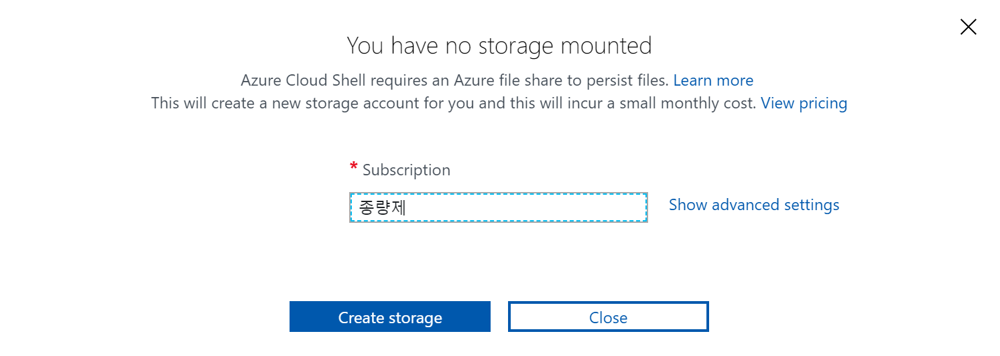 You have no storage mounted
Azure Cloud Shell requires an Azure file share to persist files. Learn more
This will create a new storage account for you and this will incur a small monthly cost. View pricing
* Subscription
종량제
Show advanced settings
Create storage
Close